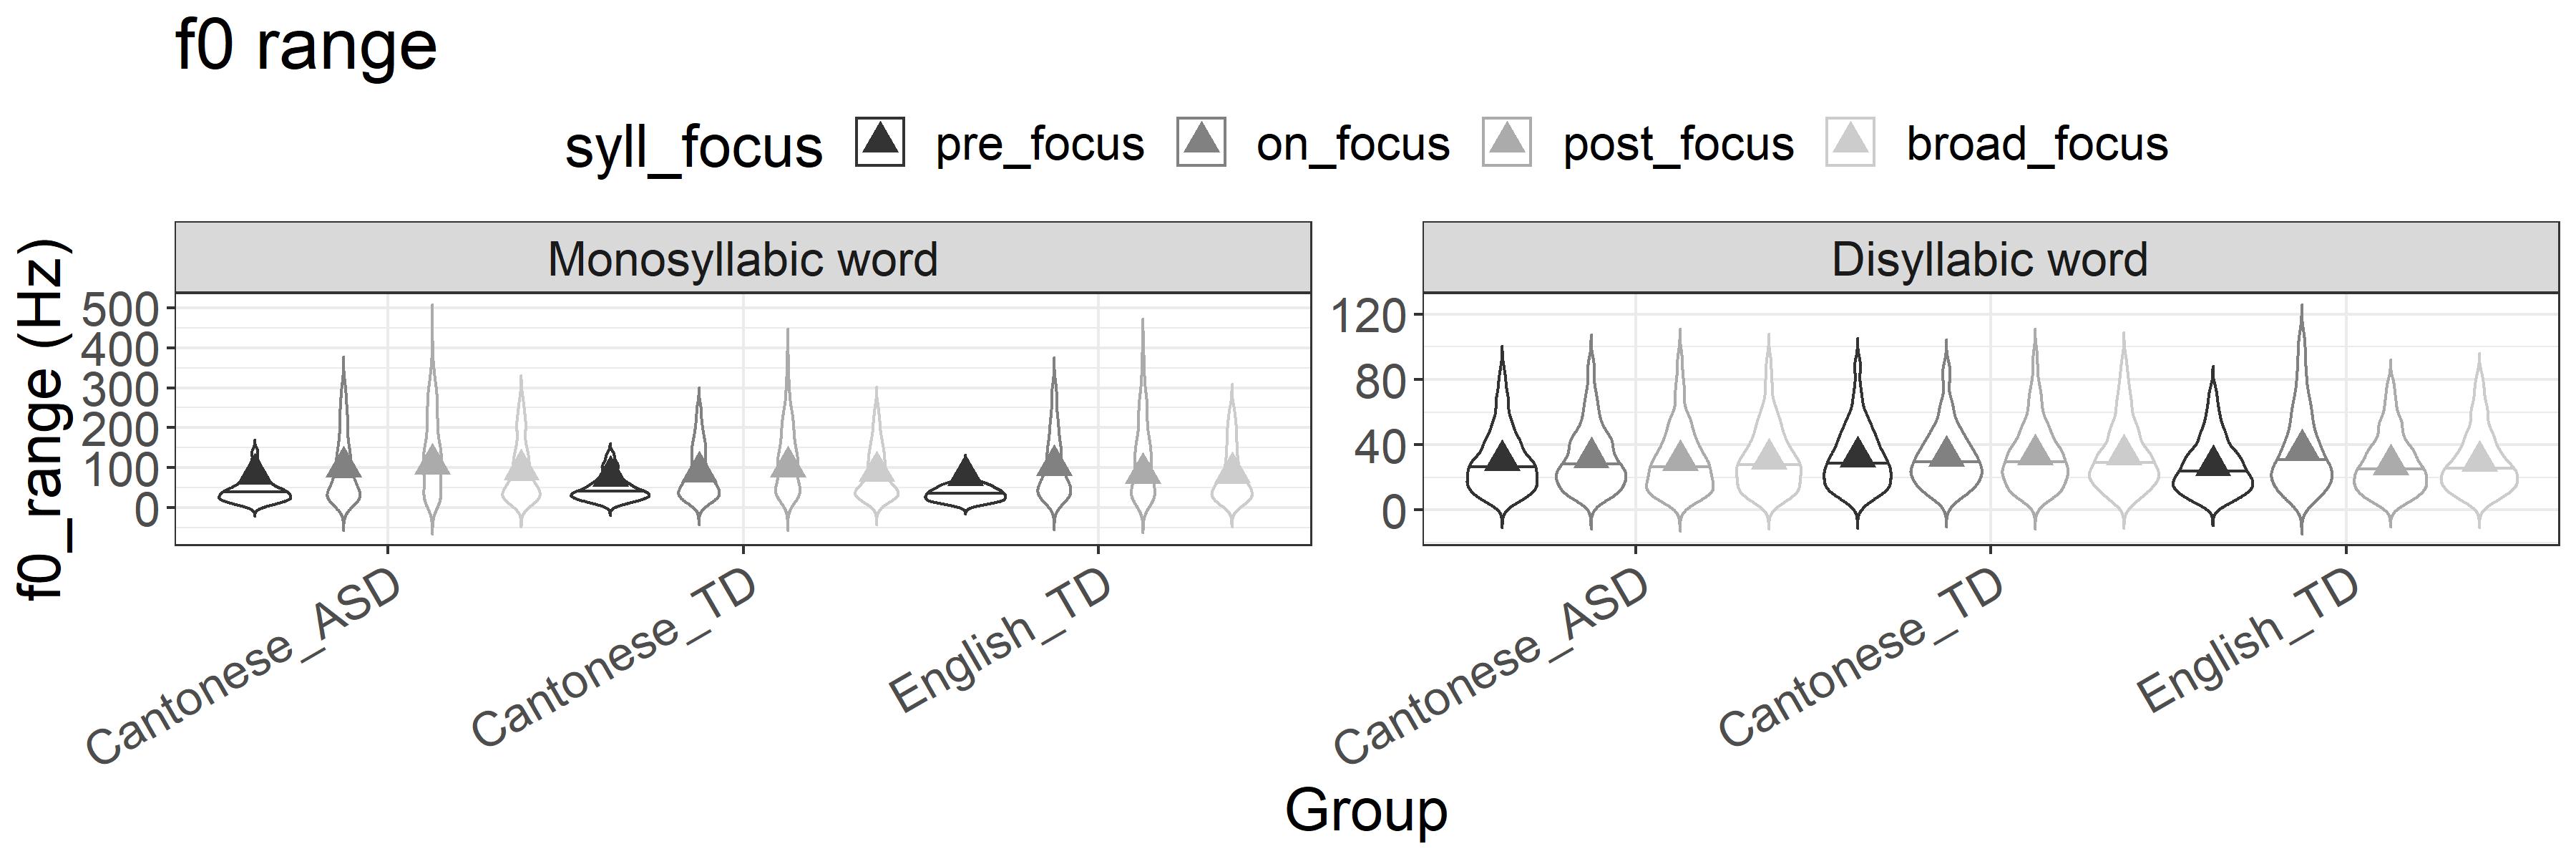 f0 range
syll_focus pre_focus on_focus post_focus broad_focus
Monosyllabic word
Disyllabic word
f0_range (Hz)
500
400
300
200
100
0
120
80
40
0
Cantonese_ASD
Cantonese_TD
English_TD
Cantonese_ASD
Cantonese_TD
English_TD
Group